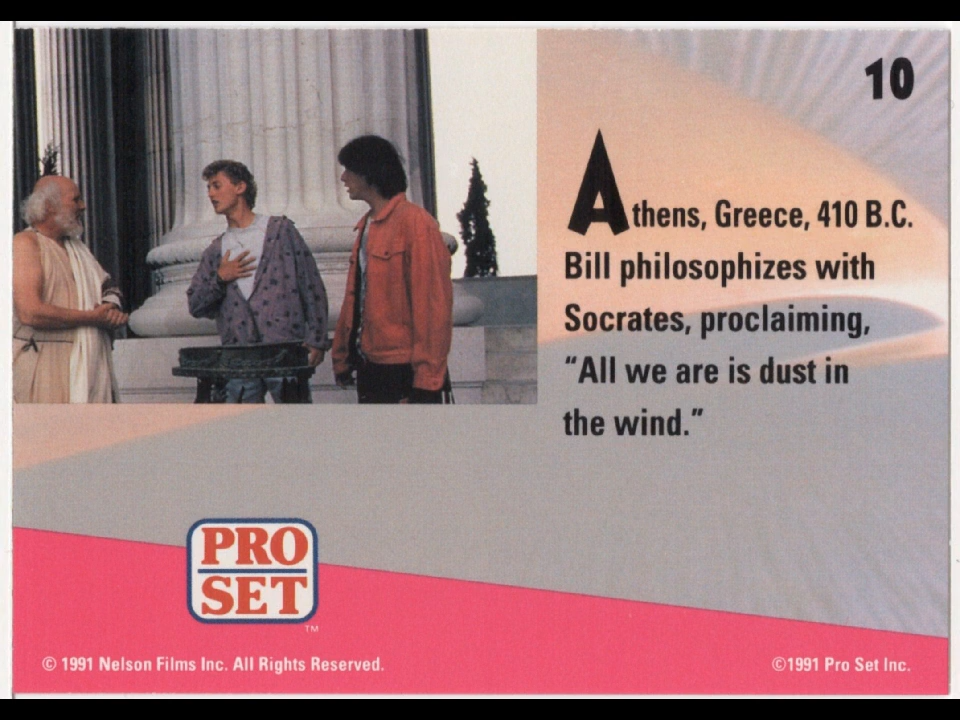 10
Athens, Greece, 410 B.C.
Bill philosophizes with
Socrates, proclaiming,
“All we are is dust in
the wind.”
PRO
SET
TM
© 1991 Nelson Films Inc. All Rights Reserved.
©1991 Pro Set Inc.